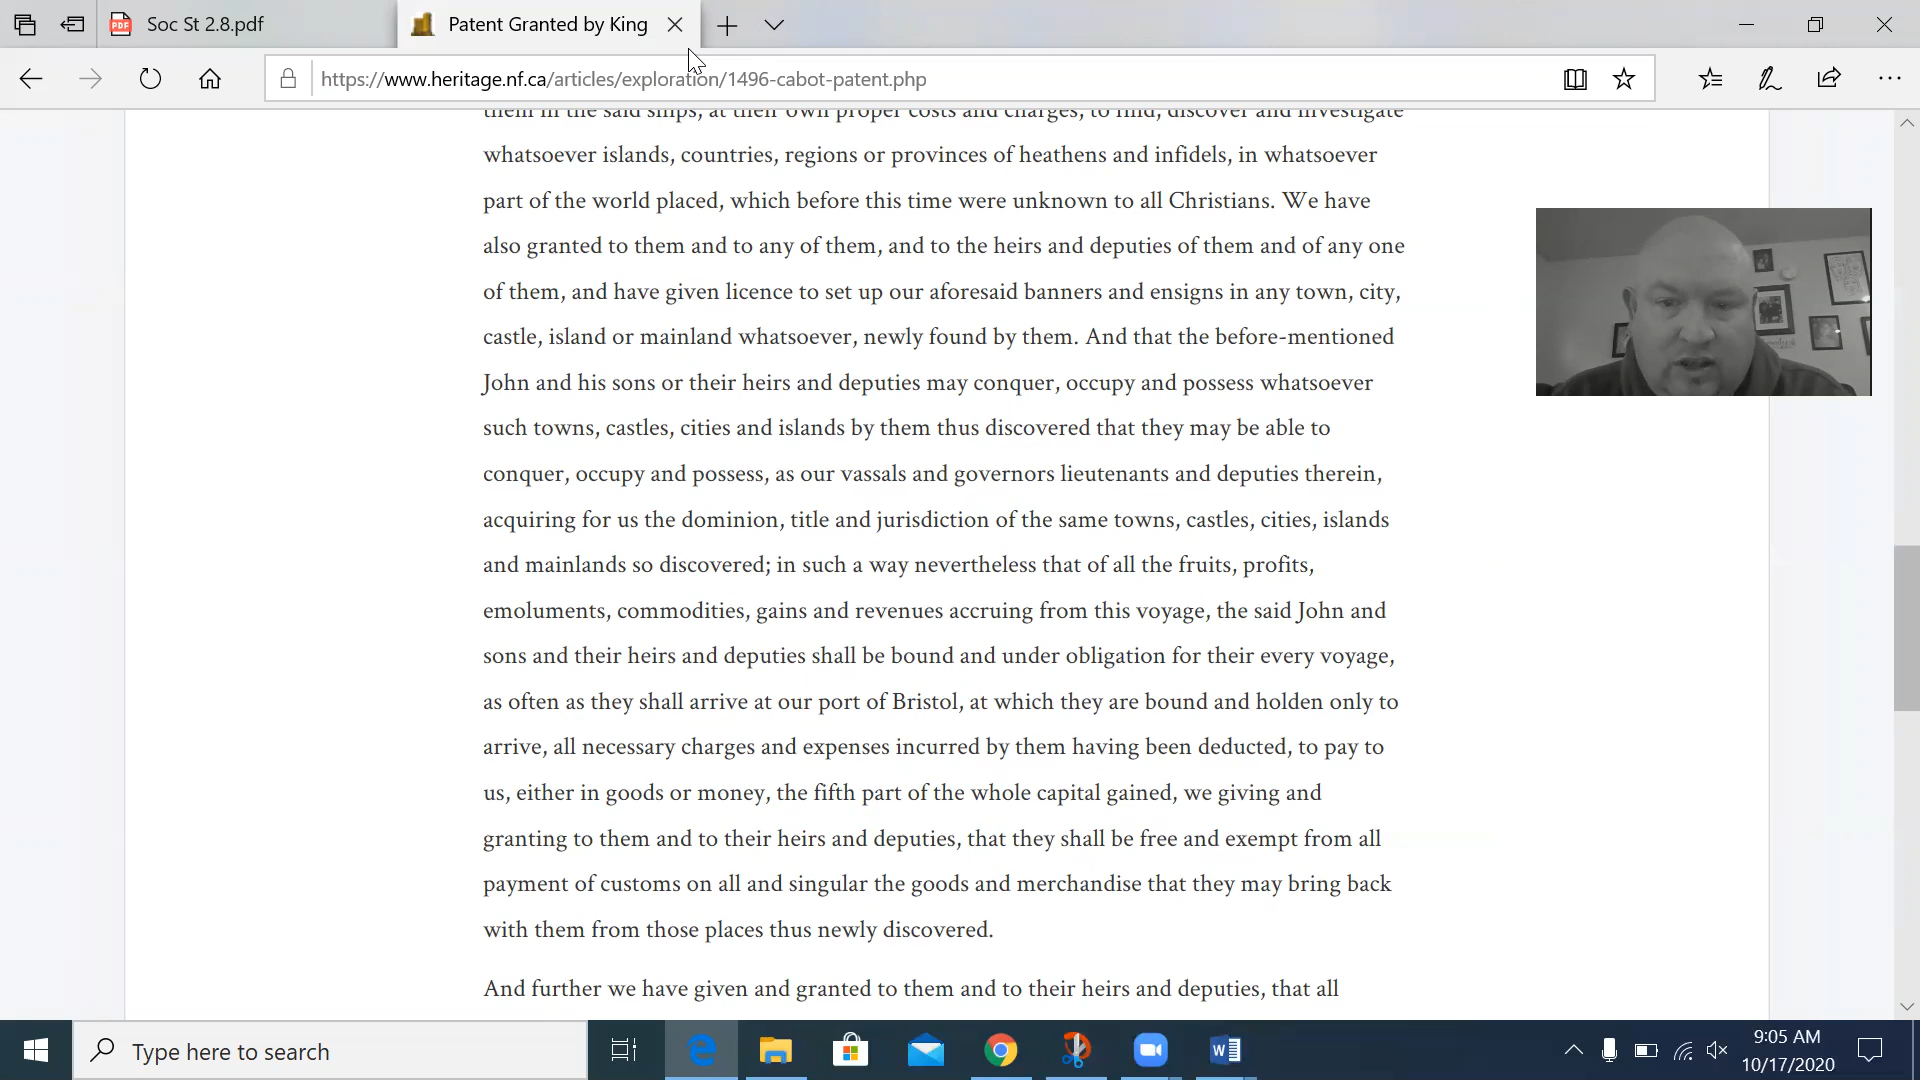 Soc St 2.8.pdf
Patent Granted by King
https://www.heritage.nf.ca/articles/exploration/1496-cabot-patent.php
them in the said ships, at their own proper costs and charges, to find, discover and investigate
whatsoever islands, countries, regions or provinces of heathens and infidels, in whatsoever
part of the world placed, which before this time were unknown to all Christians. We have
also granted to them and to any of them, and to the heirs and deputies of them and of any one
of them, and have given licence to set up our aforesaid banners and ensigns in any town, city,
castle, island or mainland whatsoever, newly found by them. And that the before-mentioned
John and his sons or their heirs and deputies may conquer, occupy and possess whatsoever
such towns, castles, cities and islands by them thus discovered that they may be able to
conquer, occupy and possess, as our vassals and governors lieutenants and deputies therein,
acquiring for us the dominion, title and jurisdiction of the same towns, castles, cities, islands
and mainlands so discovered; in such a way nevertheless that of all the fruits, profits,
emoluments, commodities, gains and revenues accruing from this voyage, the said John and
sons and their heirs and deputies shall be bound and under obligation for their every voyage,
as often as they shall arrive at our port of Bristol, at which they are bound and holden only to
arrive, all necessary charges and expenses incurred by them having been deducted, to pay to
us, either in goods or money, the fifth part of the whole capital gained, we giving and
granting to them and to their heirs and deputies, that they shall be free and exempt from all
payment of customs on all and singular the goods and merchandise that they may bring back
with them from those places thus newly discovered.
And further we have given and granted to them and to their heirs and deputies, that all
Type here to search
9:05 AM
10/17/2020